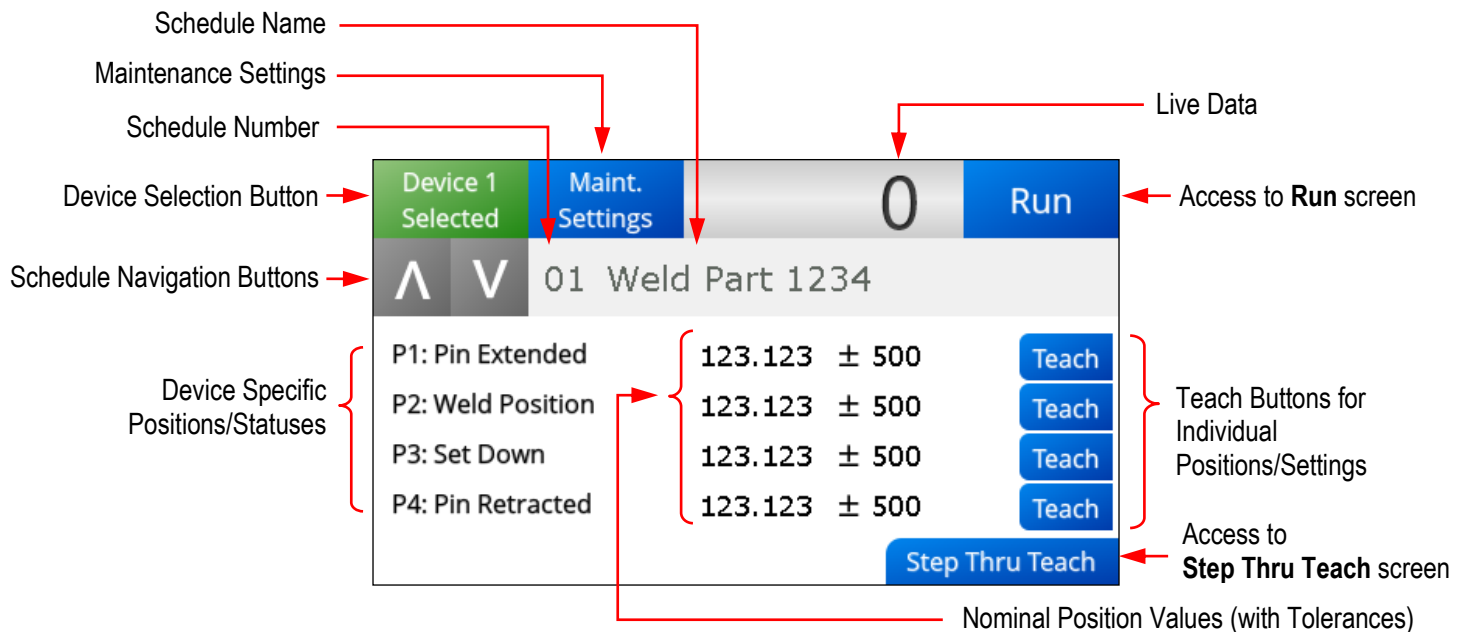 Schedule Name
Maintenance Settings
Schedule Number
Live Data
Device Selection Button
Device 1
Selected
Maint.
Settings
0
Run
Access to Run screen
Schedule Navigation Buttons
Λ V 01 Weld Part 1234
Device Specific
Positions/Statuses
P1: Pin Extended 123.123 ± 500 Teach
P2: Weld Position 123.123 ± 500 Teach
P3: Set Down 123.123 ± 500 Teach
P4: Pin Retracted 123.123 ± 500 Teach
Teach Buttons for
Individual
Positions/Settings
Step Thru Teach
Access to
Step Thru Teach screen
Nominal Position Values (with Tolerances)